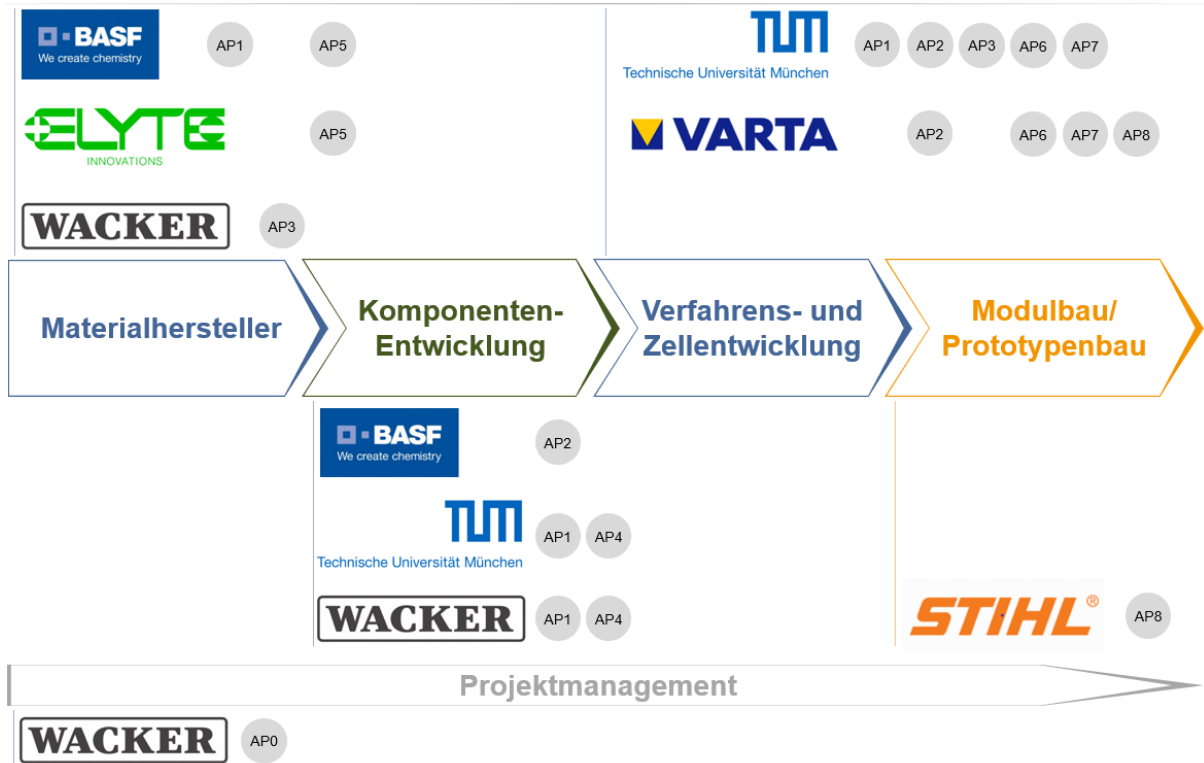 BASF
We create chemistry
AP1
AP5
ELYTE
INNOVATIONS
AP5
WACKER
AP3
TUM
Technische Universität München
AP1
AP2
AP3
AP6
AP7
VARTA
AP2
AP6
AP7
AP8
Materialhersteller
Komponenten-
Entwicklung
Verfahrens- und
Zellentwicklung
Modulbau/
Prototypenbau
BASF
We create chemistry
AP2
TUM
Technische Universität München
AP1
AP4
WACKER
AP1
AP4
STIHL®
AP8
Projektmanagement
WACKER
AP0